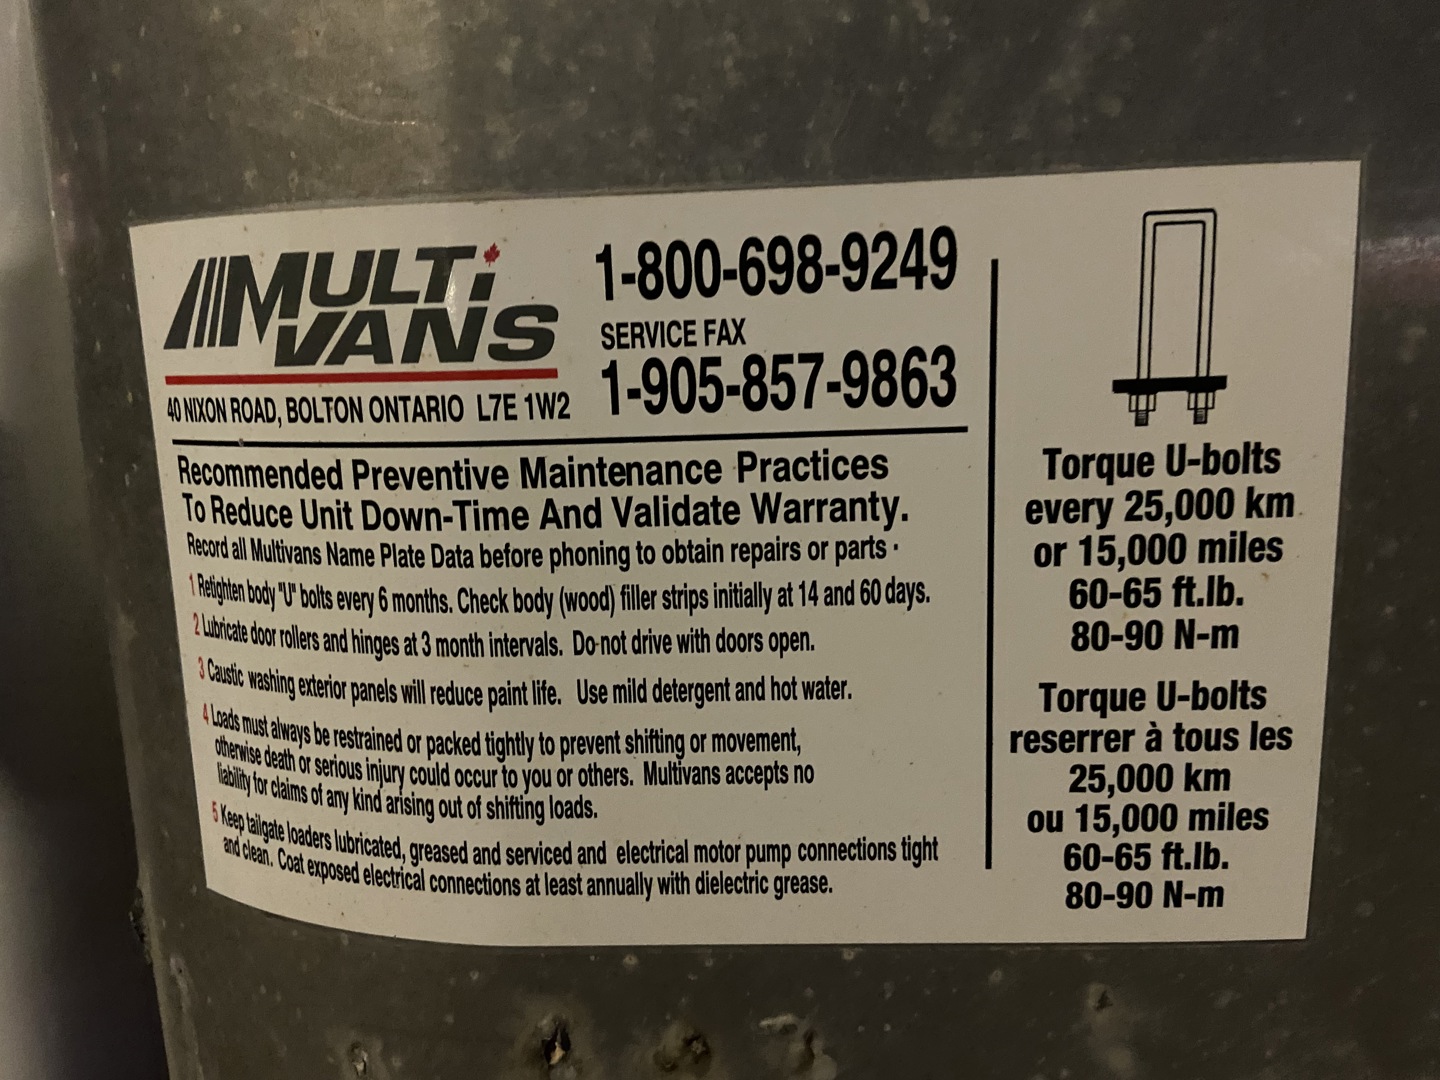 MULTi
VANS
40 NIXON ROAD, BOLTON ONTARIO L7E 1W2
1-800-698-9249
SERVICE FAX
1-905-857-9863
Recommended Preventive Maintenance Practices
To Reduce Unit Down-Time And Validate Warranty.
Record all Multivans Name Plate Data before phoning to obtain repairs or parts ·
1 Retighten body "U" bolts every 6 months. Check body (wood) filler strips initially at 14 and 60 days.
2 Lubricate door rollers and hinges at 3 month intervals. Do not drive with doors open.
3 Caustic washing exterior panels will reduce paint life. Use mild detergent and hot water.
4 Loads must always be restrained or packed tightly to prevent shifting or movement,
otherwise death or serious injury could occur to you or others. Multivans accepts no
liability for claims of any kind arising out of shifting loads.
5 Keep tailgate loaders lubricated, greased and serviced and electrical motor pump connections tight
and clean. Coat exposed electrical connections at least annually with dielectric grease.
Torque U-bolts
every 25,000 km
or 15,000 miles
60-65 ft.lb.
80-90 N-m
Torque U-bolts
reserrer à tous les
25,000 km
ou 15,000 miles
60-65 ft.lb.
80-90 N-m